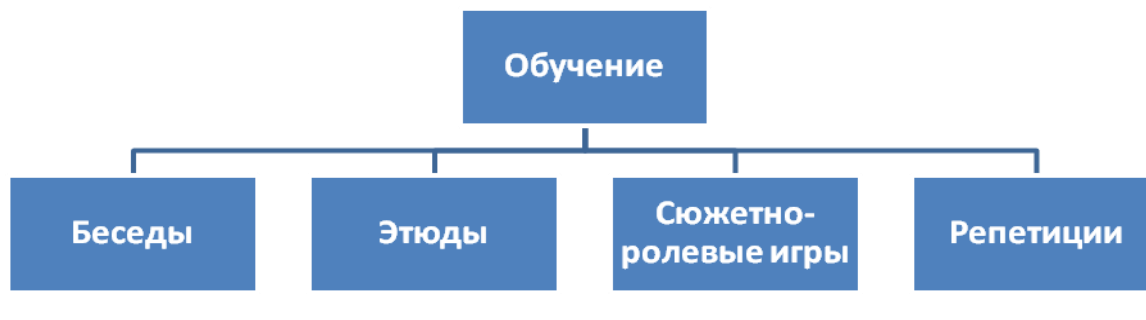 Обучение
Беседы
Этюды
Сюжетно-
ролевые игры
Репетиции